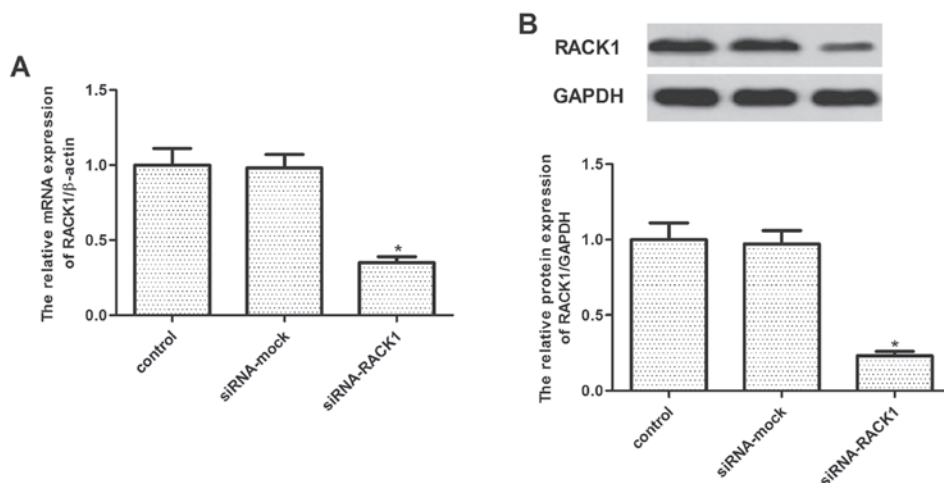 A
The relative mRNA expression
of RACK1/β-actin
1.5
1.0
0.5
0.0
*
control
siRNA-mock
siRNA-RACK1
B
RACK1
GAPDH
The relative protein expression
of RACK1/GAPDH
1.5
1.0
0.5
0.0
*
control
siRNA-mock
siRNA-RACK1